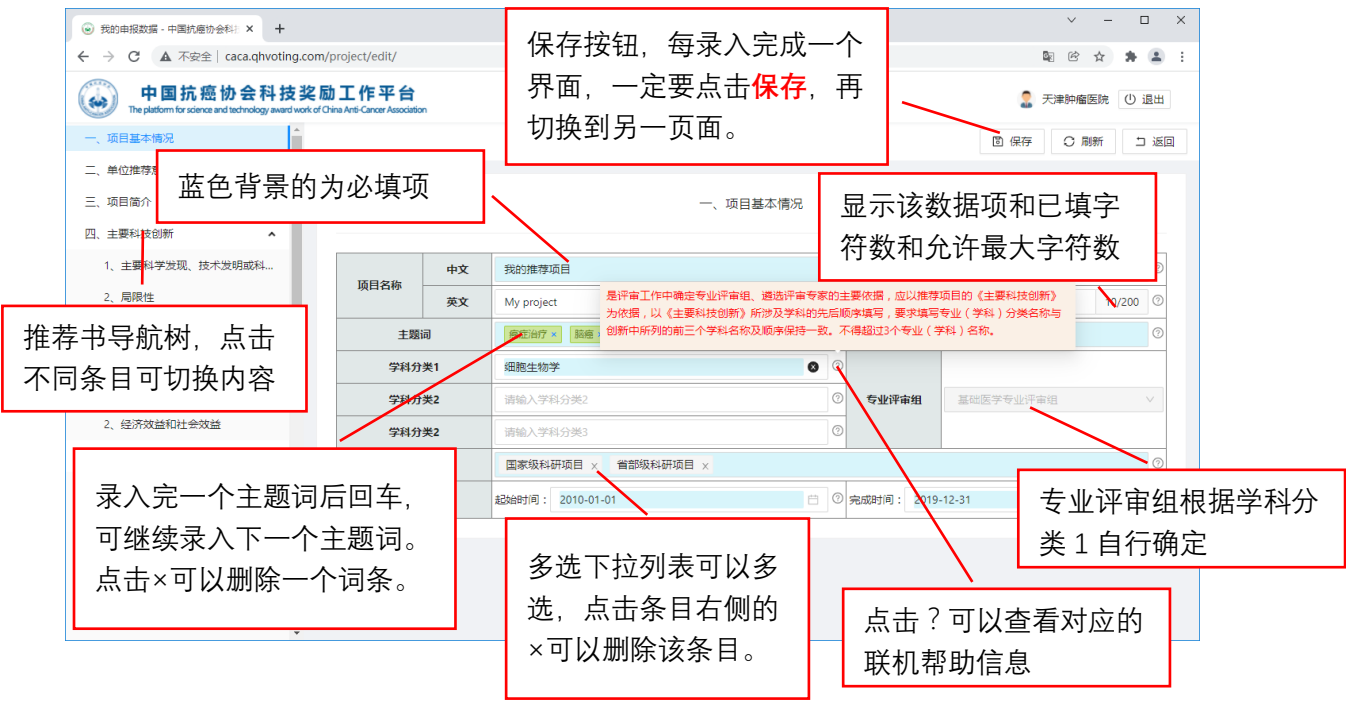 我的申报数据 - 中国抗癌协会科
不安全 | caca.qhvoting.com/project/edit/
中国抗癌协会科技奖励工作平台
The platform for science and technology award work of China Anti-Cancer Association
天津肿瘤医院
退出
保存
刷新
返回
保存按钮，每录入完成一个
界面，一定要点击保存，再
切换到另一页面。
一、项目基本情况
二、单位推荐
三、项目简介
四、主要科技创新
1、主要科学发现、技术发明或科...
2、局限性
2、经济效益和社会效益
蓝色背景的为必填项
一、项目基本情况
显示该数据项和已填字
符数和允许最大字符数
项目名称
中文
我的推荐项目
英文
My project
10/200
是评审工作中确定专业评审组、遴选评审专家的主要依据，应以推荐项目的《主要科技创新》
为依据，以《主要科技创新》所涉及学科的先后顺序填写，要求填写专业（学科）分类名称与
创新中所列的前三个学科名称及顺序保持一致。不得超过3个专业（学科）名称。
主题词
癌症治疗 ×
脑癌
学科分类1
细胞生物学
学科分类2
请输入学科分类2
专业评审组
基础医学专业评审组
学科分类2
请输入学科分类3
国家级科研项目 ×
省部级科研项目 ×
起始时间： 2010-01-01
完成时间： 2019-12-31
推荐书导航树，点击
不同条目可切换内容
录入完一个主题词后回车，
可继续录入下一个主题词。
点击×可以删除一个词条。
多选下拉列表可以多
选，点击条目右侧的
×可以删除该条目。
点击？可以查看对应的
联机帮助信息
专业评审组根据学科分
类 1 自行确定